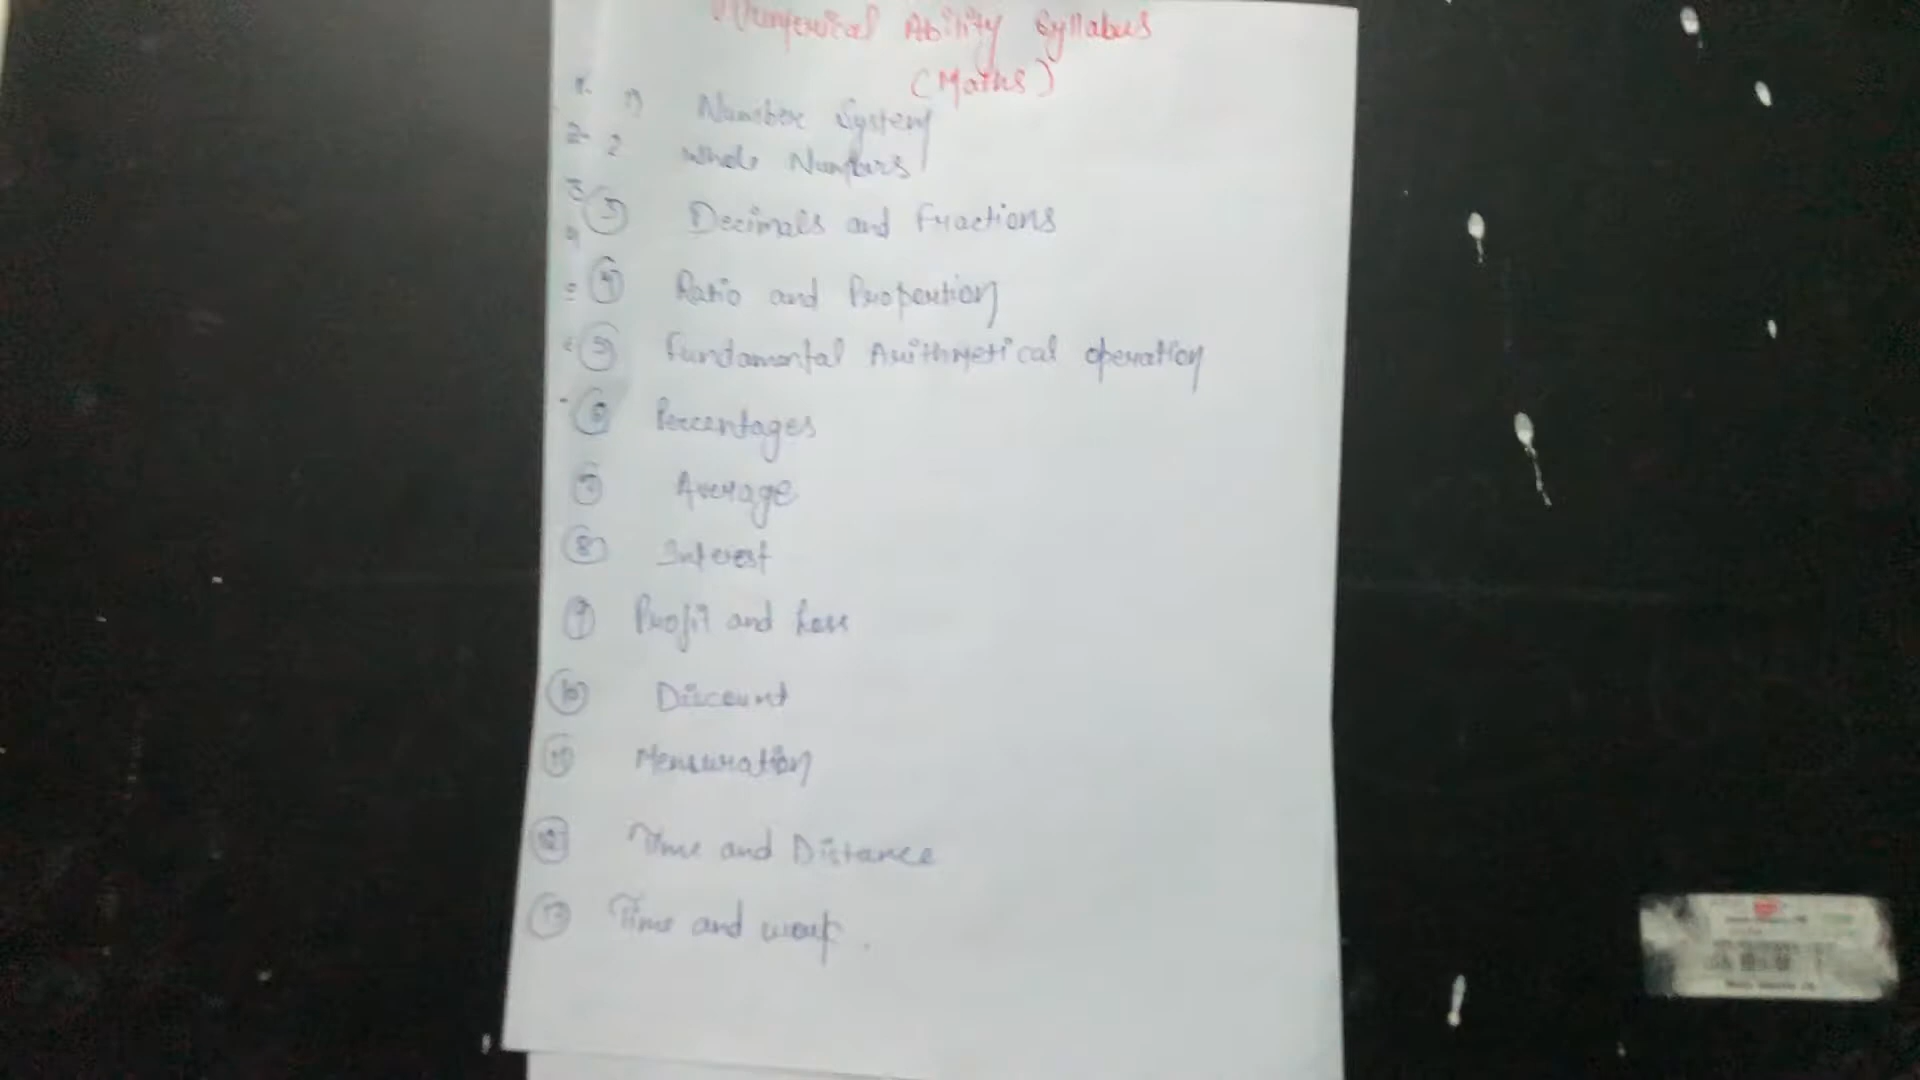 Numerical Ability Syllabus
(Maths)
1. 1) Number System
2. 2 Whole Numbers
3 3 Decimals and Fractions
4 Ratio and Proportion
5 Fundamental Arithmetical operation
6 Percentages
7 Average
8 Interest
9 Profit and Loss
10 Discount
11 Mensuration
12 Time and Distance
13 Time and work.